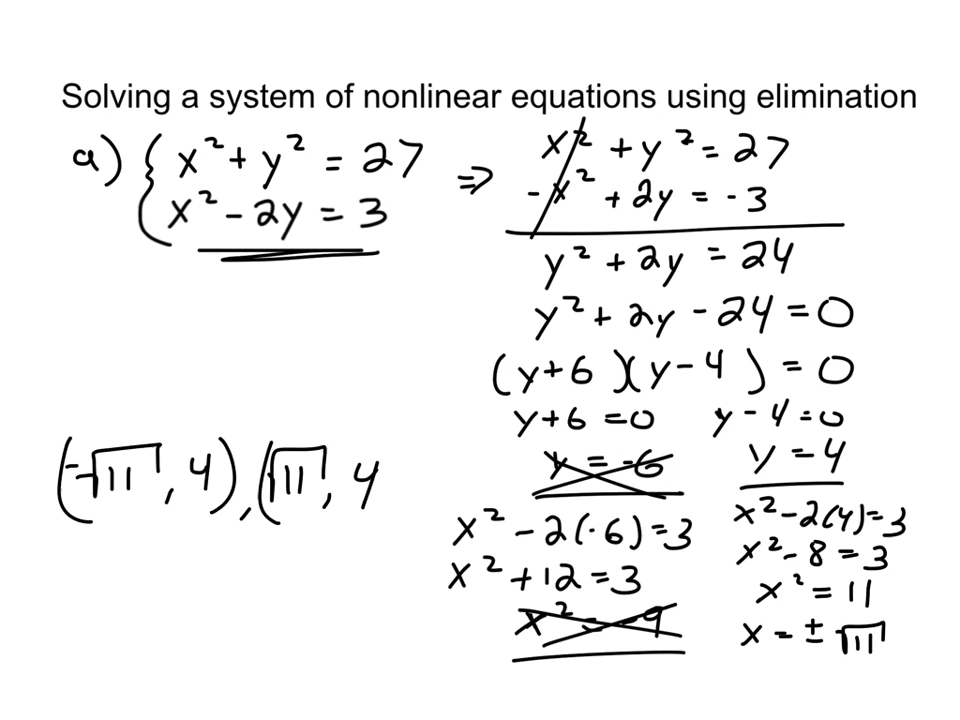 Solving a system of nonlinear equations using elimination
a) { x² + y² = 27
x² - 2y = 3
⇒ x² + y² = 27
- x² + 2y = - 3
y² + 2y = 24
y² + 2y - 24 = 0
(y + 6)(y - 4) = 0
y + 6 = 0
y = -6
x² - 2(-6) = 3
x² + 12 = 3
x² = -9
y - 4 = 0
y = 4
x² - 2(4) = 3
x² - 8 = 3
x² = 11
x = ± √11
(-√11, 4), (√11, 4